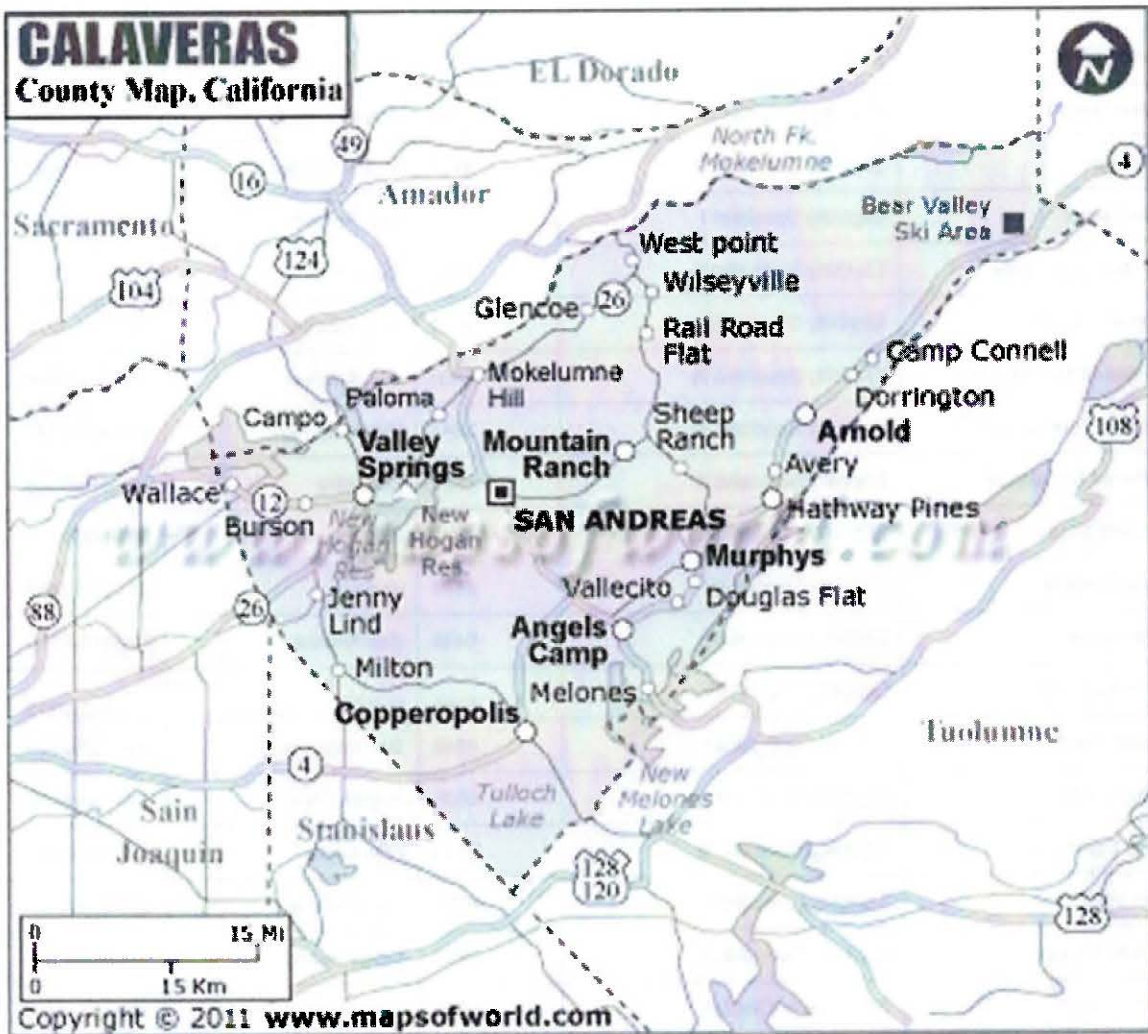 CALAVERAS
County Map, California
N
EL Dorado
North Fk.
Mokelumne
49
16
4
Amador
Bear Valley
Ski Area
Sacramento
124
West point
104
26
Wilseyville
Glencoe
Rail Road
Flat
Camp Connell
Mokelumne
Hill
Dorrington
Paloma
Campo
Sheep
Ranch
108
Valley
Springs
Mountain
Ranch
Arnold
Avery
Wallace
12
Burson
SAN ANDREAS
Hathway Pines
New
Hogan
Res
New
Hogan
Res.
Murphys
Vallecito
Douglas Flat
88
26
Jenny
Lind
Angels
Camp
Milton
Melones
Copperopolis
Tuolumne
4
Tulloch
Lake
New
Melones
Lake
Sain
Joaquin
Stanislaus
128
120
128
0 15 Mi
0 15 Km
Copyright © 2011 www.mapsofworld.com